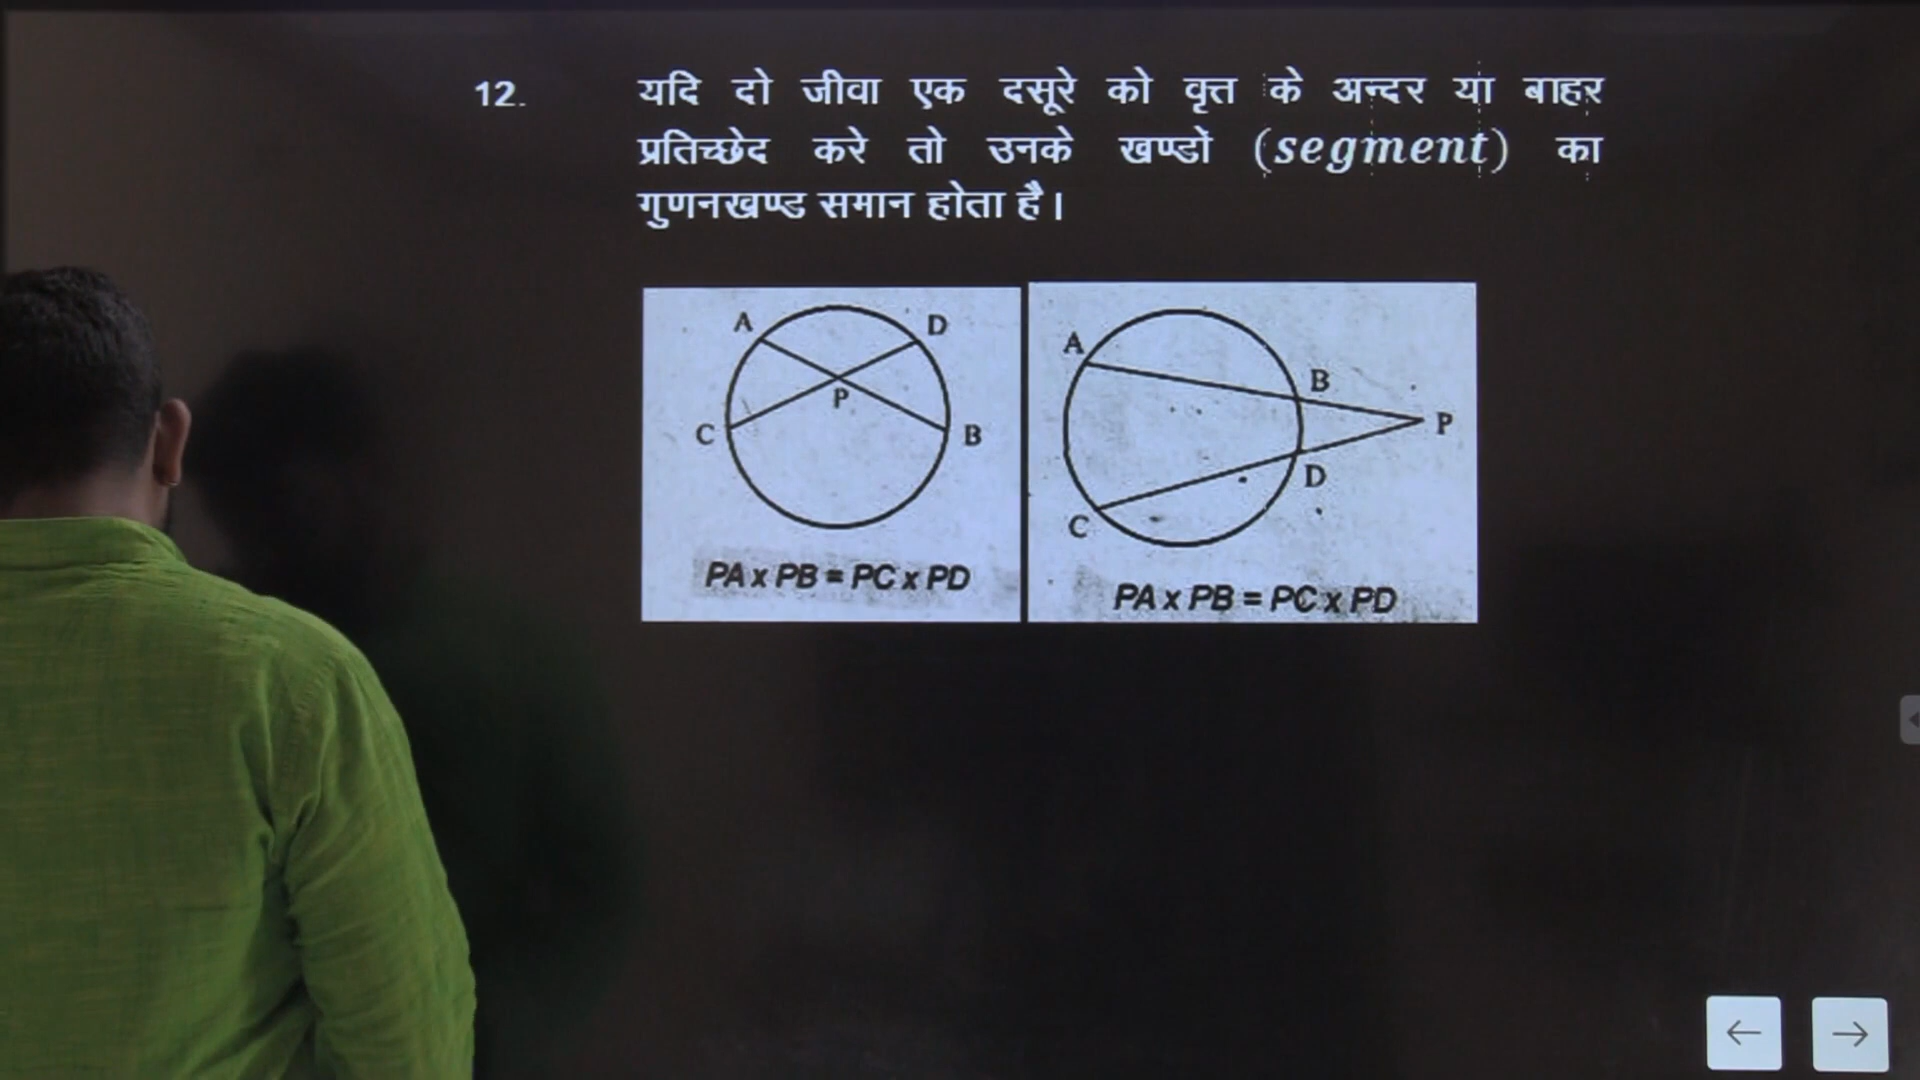 12.
यदि दो जीवा एक दसूरे को वृत्त के अन्दर या बाहर
प्रतिच्छेद करे तो उनके खण्डों (segment) का
गुणनखण्ड समान होता है।
A D
P
C B
PA x PB = PC x PD
A
B
P
D
C
PA x PB = PC x PD